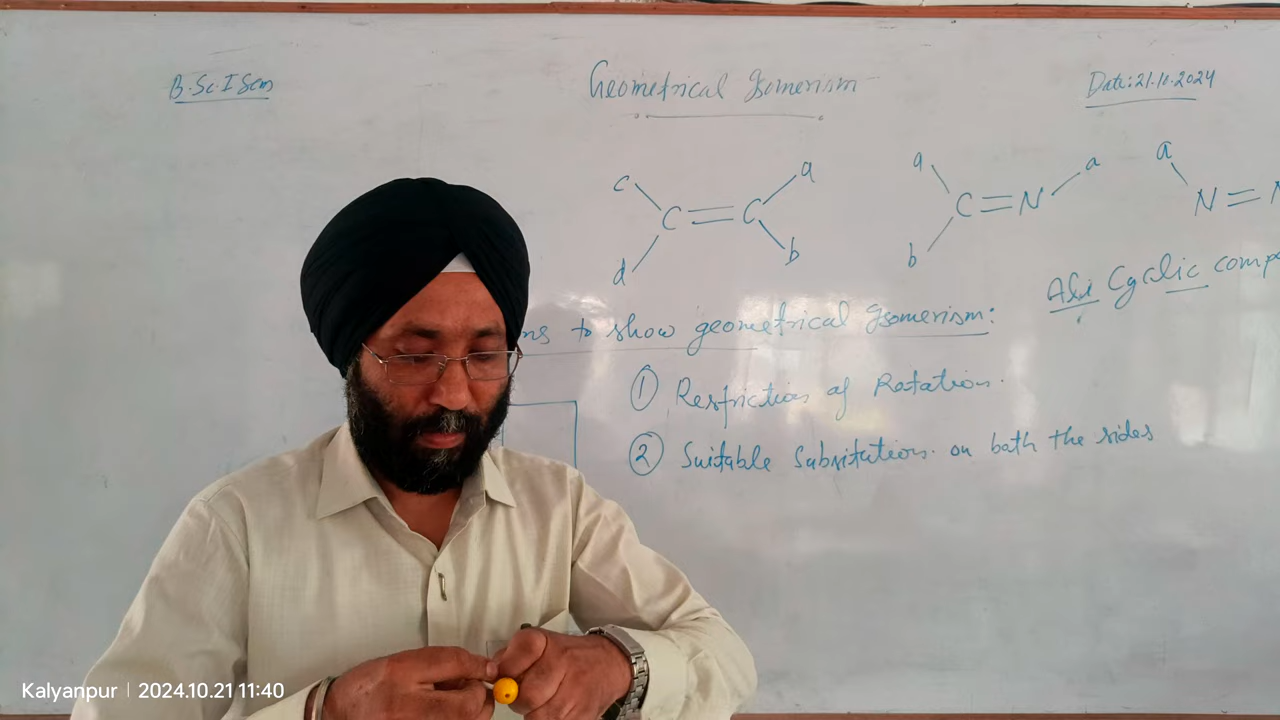 B.Sc. I Sem
Geometrical Isomerism
Date: 21.10.2024
c a
C = C
d b
a a
C = N
b
a
N = N
Ali Cyclic comp
ns to show geometrical Isomerism:
① Restriction of Rotation.
② Suitable Subsitutions. on both the sides
Kalyanpur | 2024.10.21 11:40